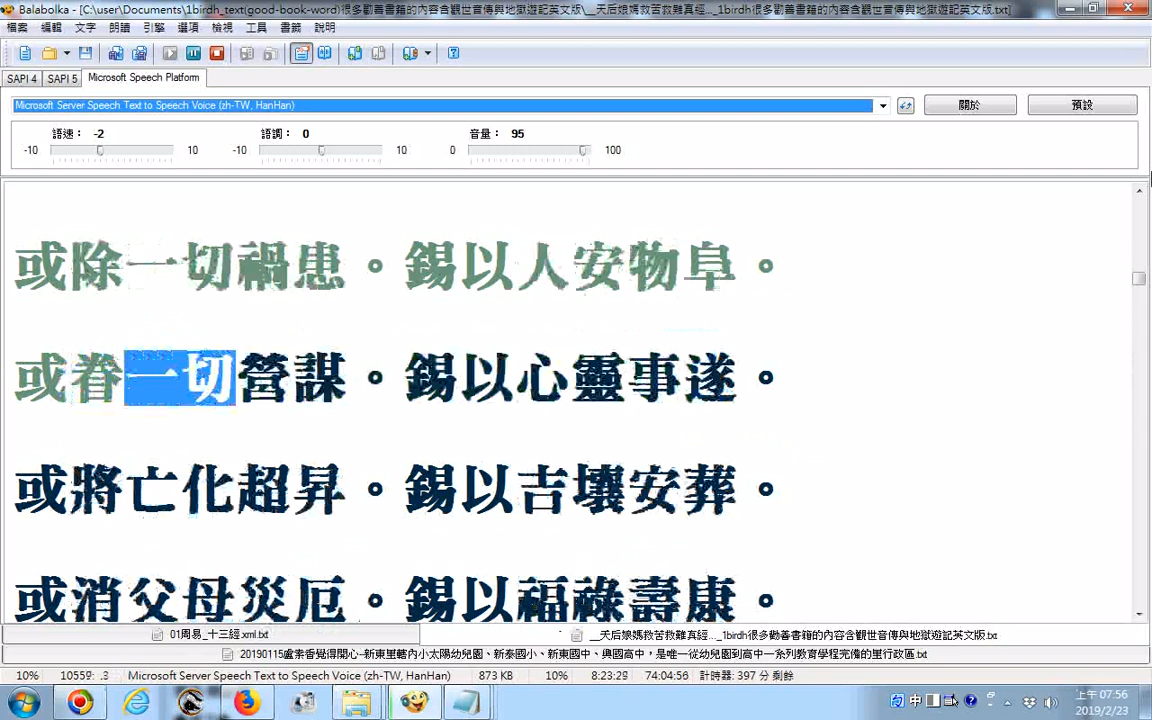 Balabolka - [C:\user\Documents\1birdh_text(good-book-word)很多勸善書籍的內容含觀世音傳與地獄遊記英文版\__天后娘媽救苦救難真經..._1birdh很多勸善書籍的內容含觀世音傳與地獄遊記英文版.txt]
檔案 編輯 文字 朗讀 引擎 選項 檢視 工具 書籤 說明
SAPI 4 SAPI 5 Microsoft Speech Platform
Microsoft Server Speech Text to Speech Voice (zh-TW, HanHan) 關於 預設
語速： -2 語調： 0 音量： 95
-10 10 -10 10 0 100
或除一切禍患。錫以人安物阜。
或眷一切營謀。錫以心靈事遂。
或將亡化超昇。錫以吉壤安葬。
或消父母災厄。錫以福祿壽康。
01周易_十三經.xml.txt __天后娘媽救苦救難真經..._1birdh很多勸善書籍的內容含觀世音傳與地獄遊記英文版.txt
20190115盧素香覺得開心-新東里轄內小太陽幼兒園、新泰國小、新東國中、典國高中，是唯一從幼兒園到高中一系列教育學程完備的里行政區.txt
10% 10559: .3 Microsoft Server Speech Text to Speech Voice (zh-TW, HanHan) 873 KB 10% 8:23:29 74:04:56 計時器: 397 分 剩餘
中 上午 07:56
2019/2/23